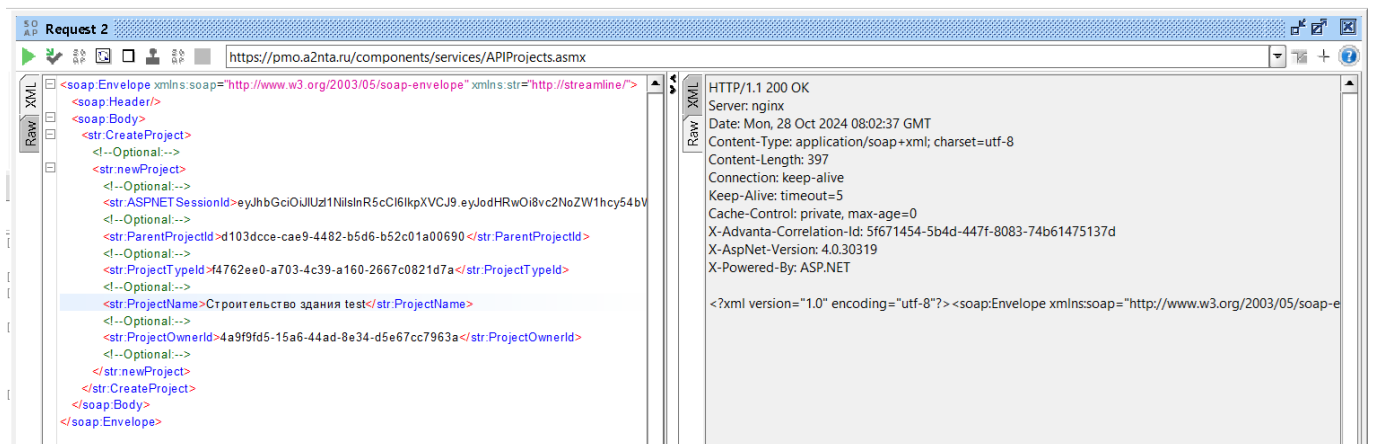 SO AP Request 2
https://pmo.a2nta.ru/components/services/APIProjects.asmx
XML
Raw
<soap:Envelope xmlns:soap="http://www.w3.org/2003/05/soap-envelope" xmlns:str="http://streamline/">
<soap:Header/>
<soap:Body>
<str:CreateProject>
<!--Optional:-->
<str:newProject>
<!--Optional:-->
<str:ASPNETSessionId>eyJhbGciOiJIUzI1NiIsInR5cCI6IkpXVCJ9.eyJodHRwOi8vc2NoZW1hcy54bW
<!--Optional:-->
<str:ParentProjectId>d103dcce-cae9-4482-b5d6-b52c01a00690</str:ParentProjectId>
<!--Optional:-->
<str:ProjectTypeId>f4762ee0-a703-4c39-a160-2667c0821d7a</str:ProjectTypeId>
<!--Optional:-->
<str:ProjectName>Строительство здания test</str:ProjectName>
<!--Optional:-->
<str:ProjectOwnerId>4a9f9fd5-15a6-44ad-8e34-d5e67cc7963a</str:ProjectOwnerId>
<!--Optional:-->
</str:newProject>
</str:CreateProject>
</soap:Body>
</soap:Envelope>
XML
Raw
HTTP/1.1 200 OK
Server: nginx
Date: Mon, 28 Oct 2024 08:02:37 GMT
Content-Type: application/soap+xml; charset=utf-8
Content-Length: 397
Connection: keep-alive
Keep-Alive: timeout=5
Cache-Control: private, max-age=0
X-Advanta-Correlation-Id: 5f671454-5b4d-447f-8083-74b61475137d
X-AspNet-Version: 4.0.30319
X-Powered-By: ASP.NET
<?xml version="1.0" encoding="utf-8"?><soap:Envelope xmlns:soap="http://www.w3.org/2003/05/soap-e